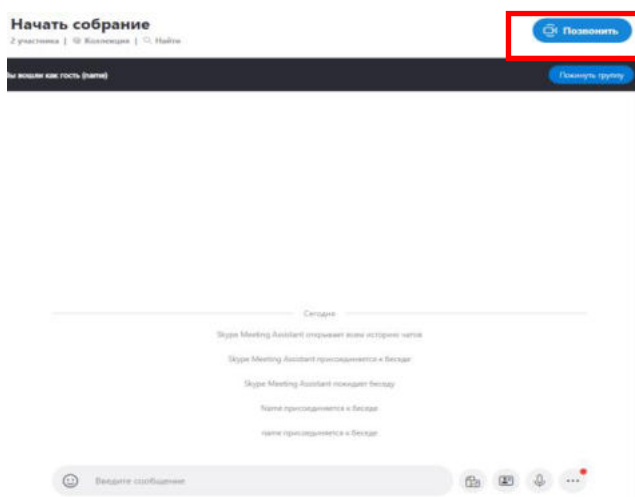 Начать собрание
Позвонить
2 участника | Коллекция | Найти
Вы вошли как гость (name)
Покинуть группу
Сегодня
Skype Meeting Assistant открывает всем историю чатов
Skype Meeting Assistant присоединяется к беседе
Skype Meeting Assistant покидает беседу
Name присоединяется к беседе
name присоединяется к беседе
Введите сообщение